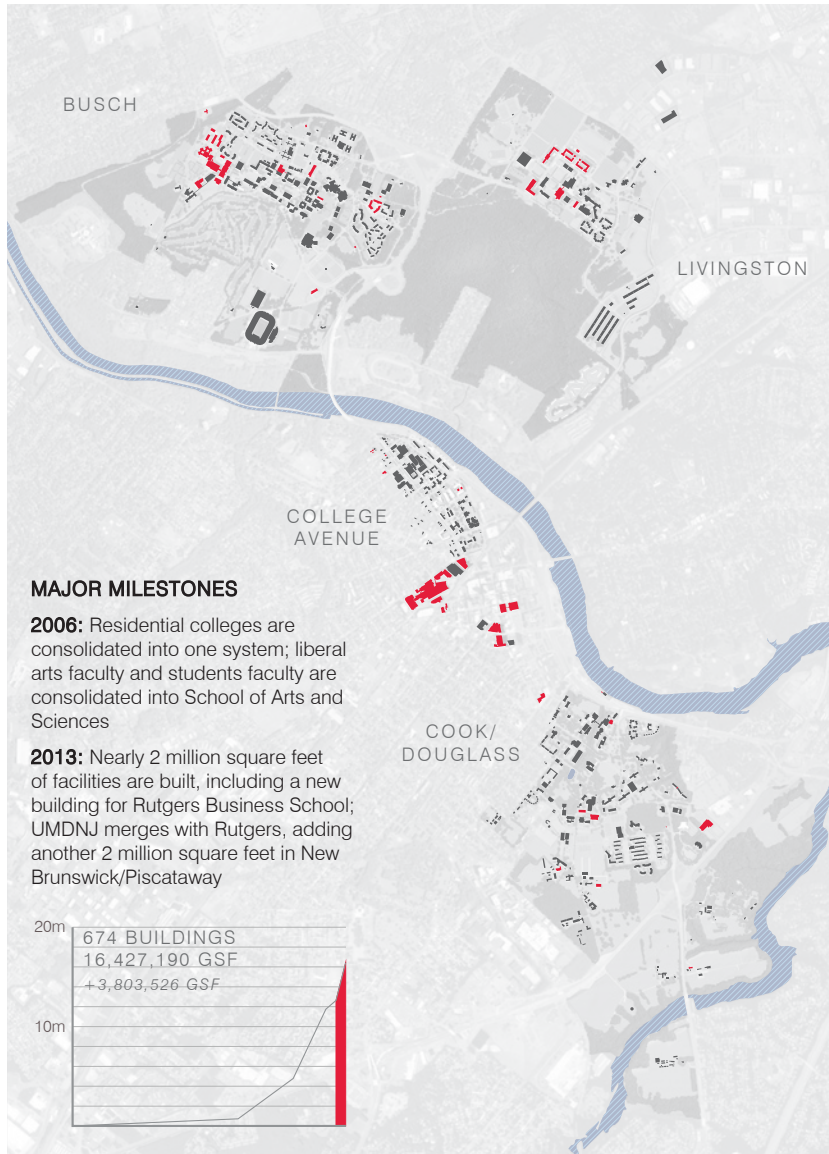 BUSCH
LIVINGSTON
COLLEGE
AVENUE
MAJOR MILESTONES
2006: Residential colleges are
consolidated into one system; liberal
arts faculty and students faculty are
consolidated into School of Arts and
Sciences
COOK/
DOUGLASS
2013: Nearly 2 million square feet
of facilities are built, including a new
building for Rutgers Business School;
UMDNJ merges with Rutgers, adding
another 2 million square feet in New
Brunswick/Piscataway
20m
674 BUILDINGS
16,427,190 GSF
+3,803,526 GSF
10m